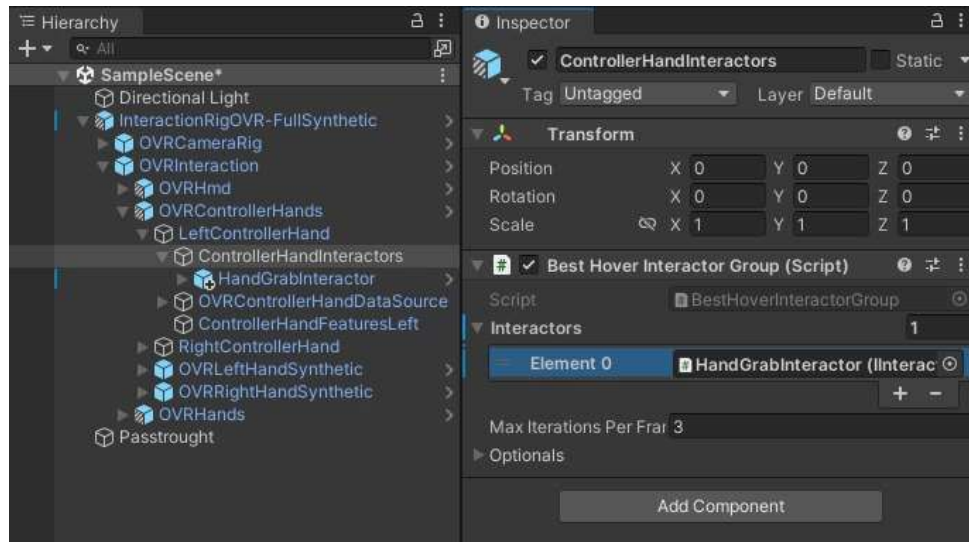 Hierarchy
All
SampleScene*
Directional Light
InteractionRigOVR-FullSynthetic
OVRCameraRig
OVRInteraction
OVRHmd
OVRControllerHands
LeftControllerHand
ControllerHandInteractors
HandGrabInteractor
OVRControllerHandDataSource
ControllerHandFeaturesLeft
RightControllerHand
OVRLeftHandSynthetic
OVRRightHandSynthetic
OVRHands
Passtrought
Inspector
ControllerHandInteractors Static
Tag Untagged Layer Default
Transform
Position X 0 Y 0 Z 0
Rotation X 0 Y 0 Z 0
Scale X 1 Y 1 Z 1
# Best Hover Interactor Group (Script)
Script # BestHoverInteractorGroup
Interactors 1
Element 0 # HandGrabInteractor (IInterac
+ -
Max Iterations Per Frar 3
Optionals
Add Component